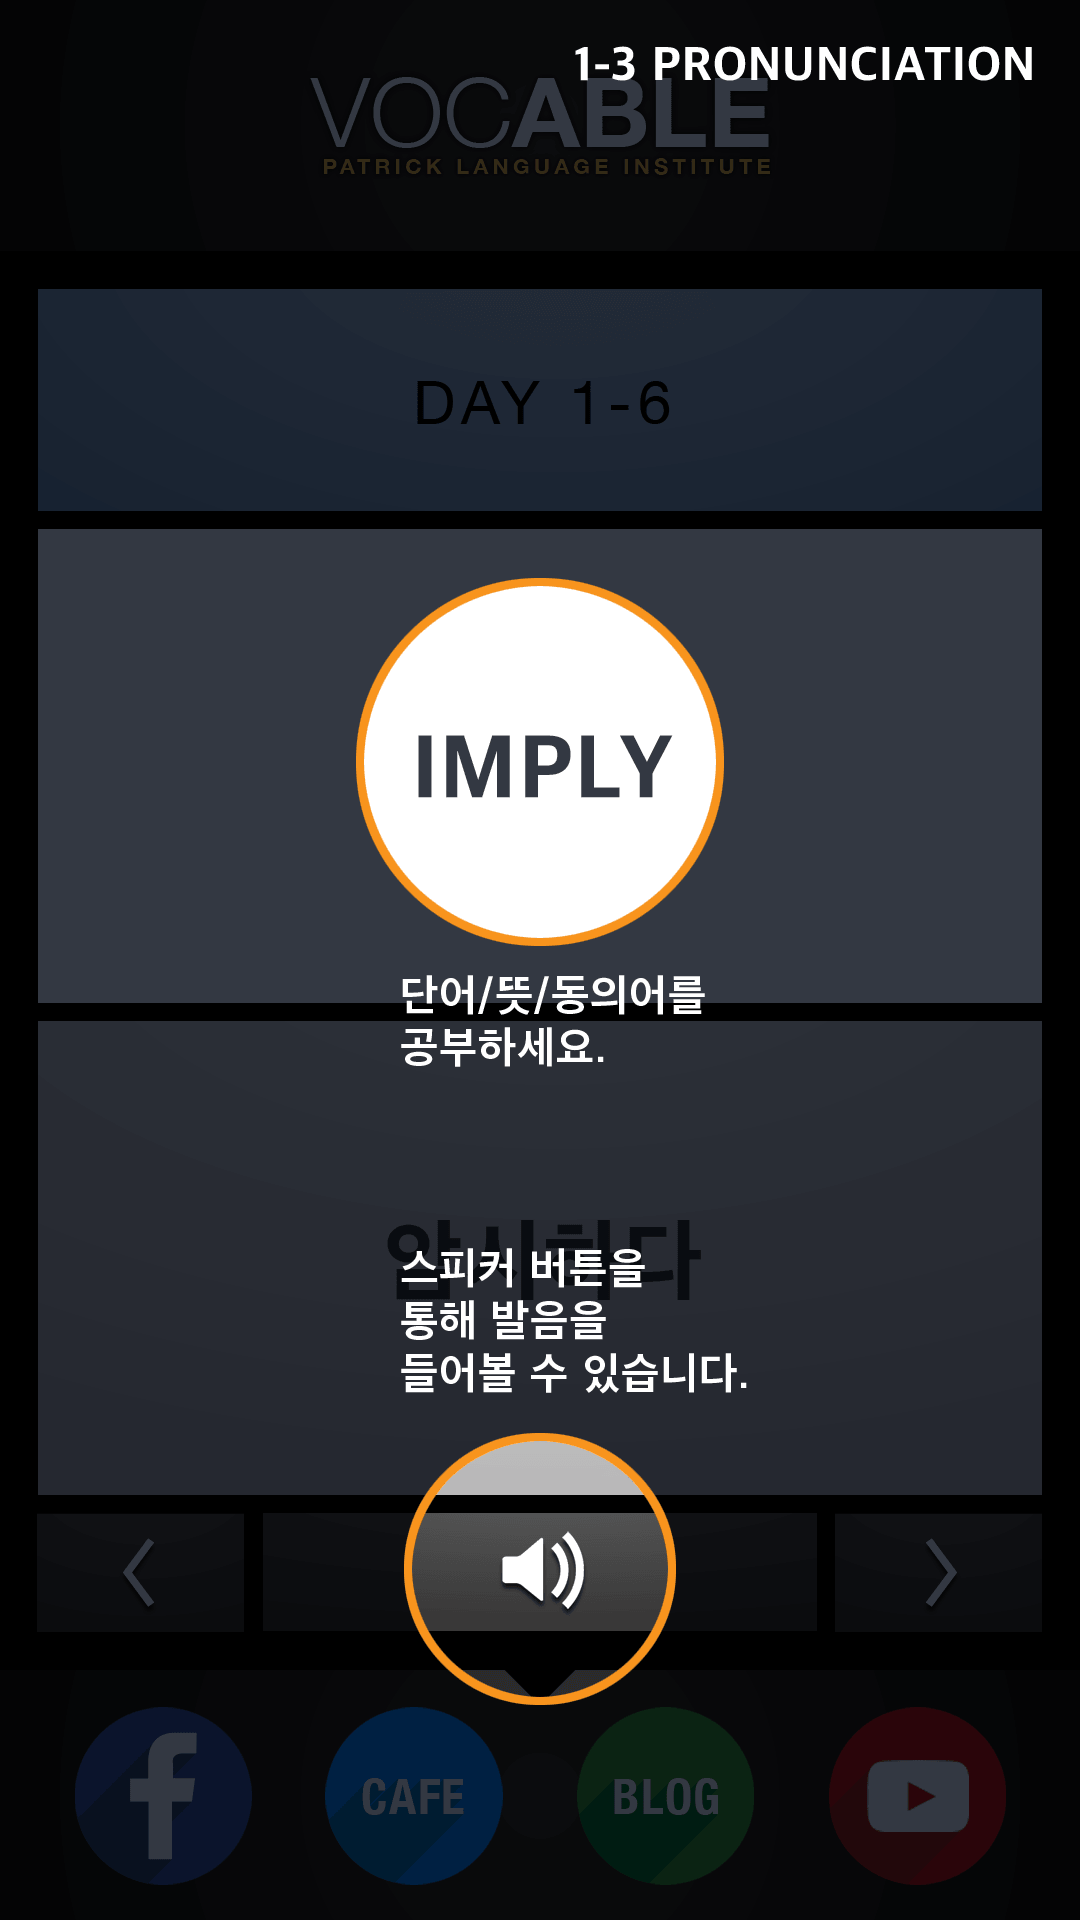 1-3 PRONUNCIATION
VOCABLE
PATRICK LANGUAGE INSTITUTE
DAY 1-6
IMPLY
단어/뜻/동의어를
공부하세요.
암시하다
스피커 버튼을
통해 발음을
들어볼 수 있습니다.
CAFE
BLOG